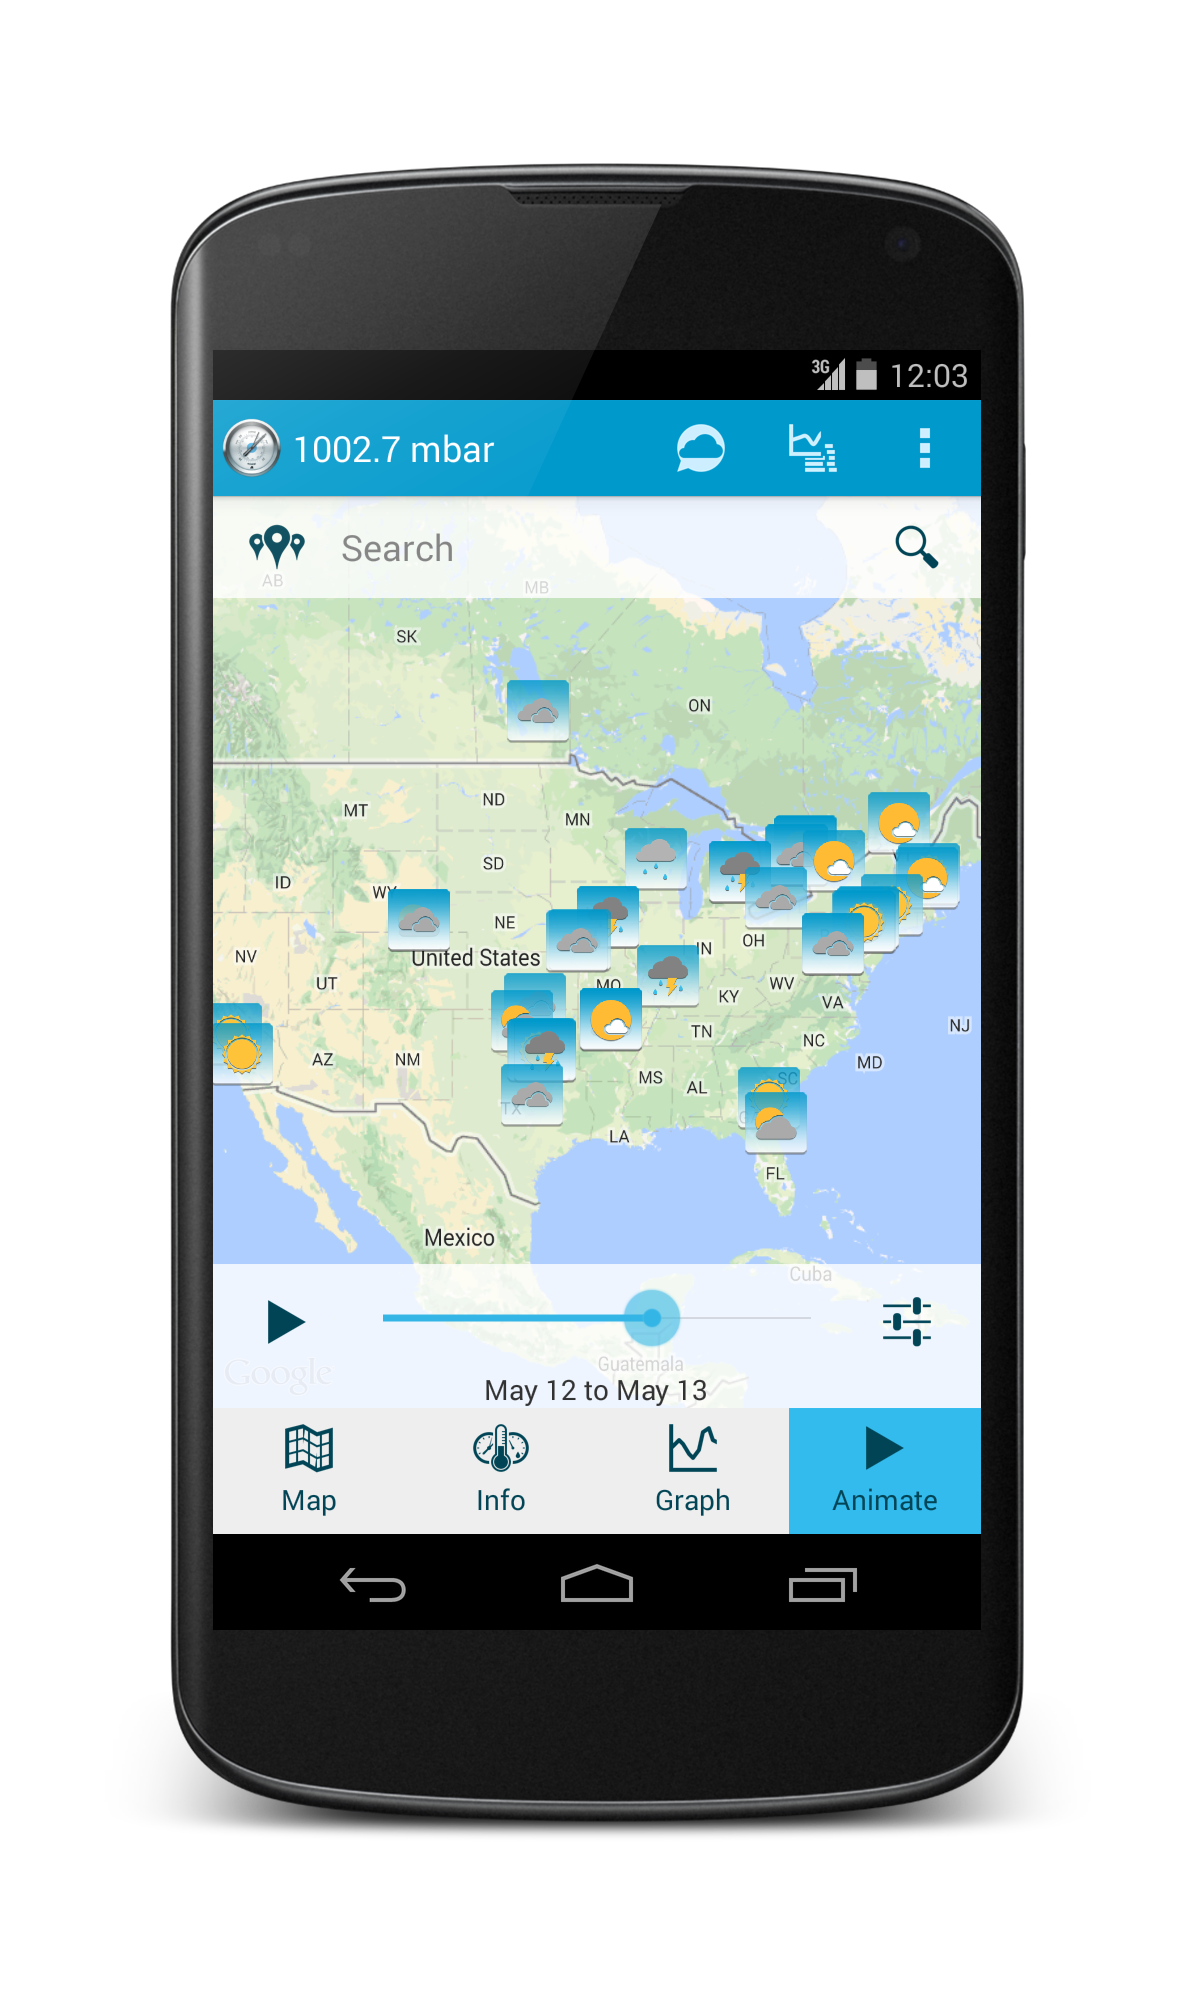 3G 12:03
1002.7 mbar
Search
AB
MB
SK
ON
MT
ND
MN
ID
SD
WY
NE
OH
IN
NV
United States
UT
MO
KY
WV
VA
NJ
AZ
NM
TN
NC
MD
MS
AL
SC
TX
LA
FL
Mexico
Cuba
Guatemala
Google
May 12 to May 13
Map
Info
Graph
Animate